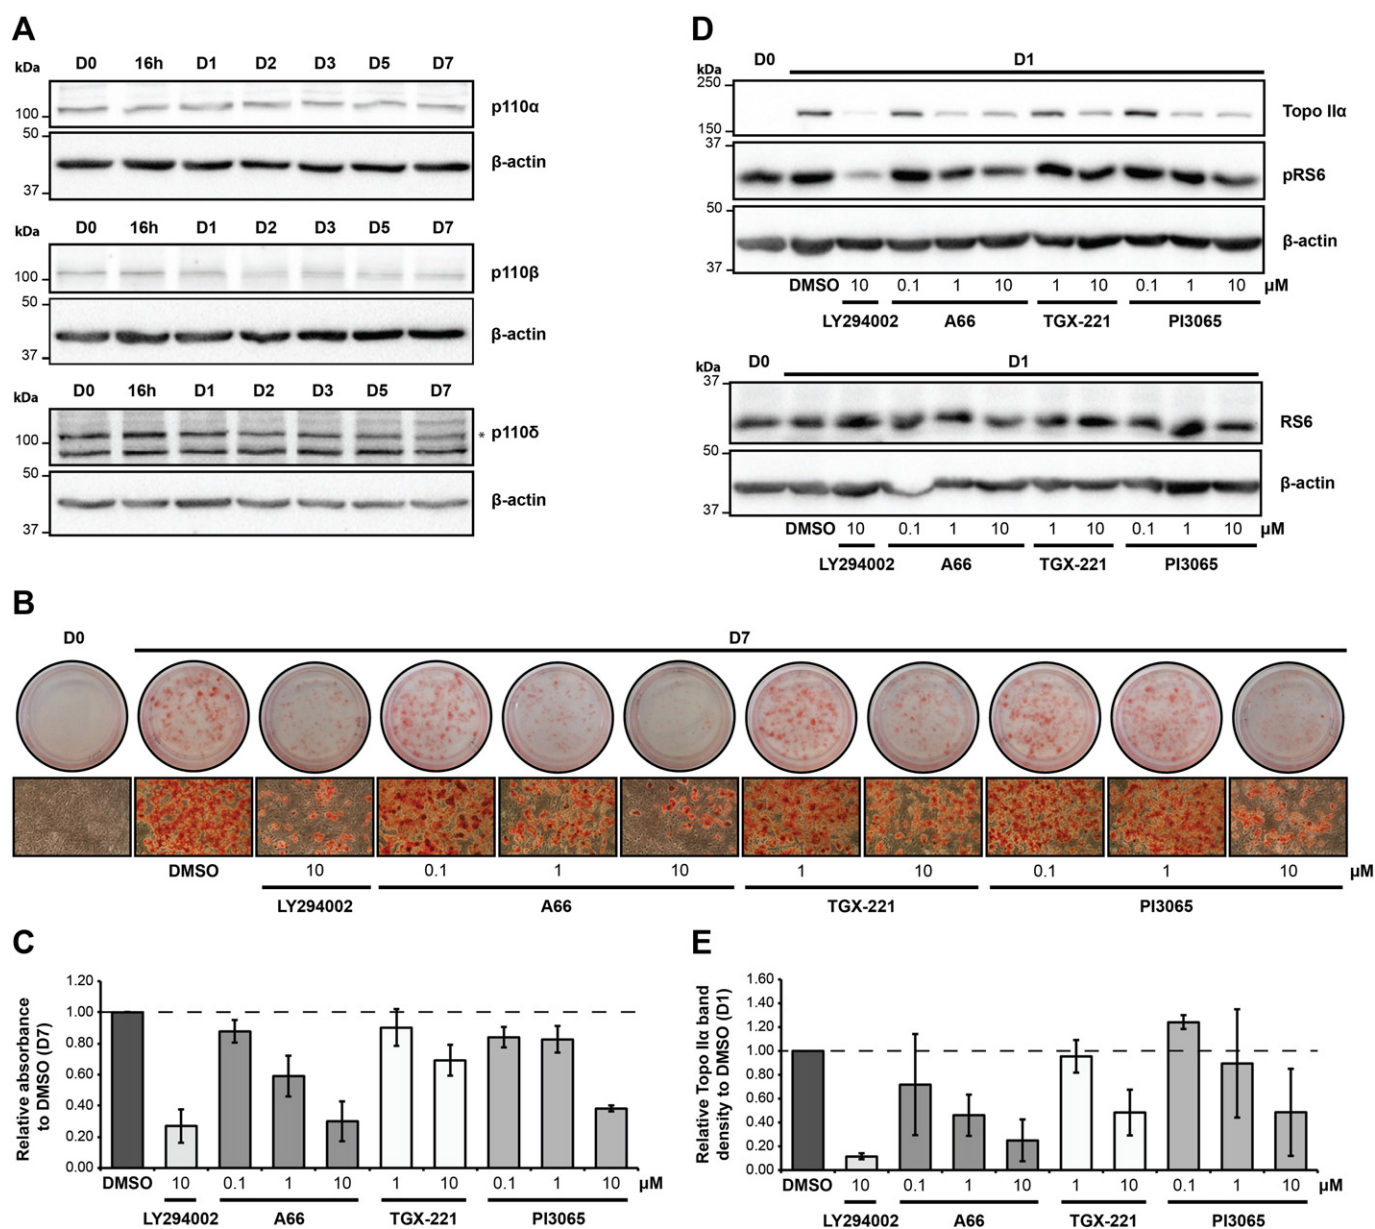 A
kDa D0 16h D1 D2 D3 D5 D7
100 p110α
50
β-actin
37
kDa D0 16h D1 D2 D3 D5 D7
100 p110β
50
β-actin
37
kDa D0 16h D1 D2 D3 D5 D7
100 * p110δ
50
β-actin
37
D
kDa D0 D1
250
Topo IIα
150
37
pRS6
50
β-actin
37
DMSO 10 0.1 1 10 1 10 0.1 1 10 µM
LY294002 A66 TGX-221 PI3065
kDa D0 D1
37
RS6
50
β-actin
37
DMSO 10 0.1 1 10 1 10 0.1 1 10 µM
LY294002 A66 TGX-221 PI3065
B
D0 D7
DMSO 10 0.1 1 10 1 10 0.1 1 10 µM
LY294002 A66 TGX-221 PI3065
C
Relative absorbance
to DMSO (D7)
1.20
1.00
0.80
0.60
0.40
0.20
0.00
DMSO 10 0.1 1 10 1 10 0.1 1 10 µM
LY294002 A66 TGX-221 PI3065
E
Relative Topo IIα band
density to DMSO (D1)
1.60
1.40
1.20
1.00
0.80
0.60
0.40
0.20
0.00
DMSO 10 0.1 1 10 1 10 0.1 1 10 µM
LY294002 A66 TGX-221 PI3065